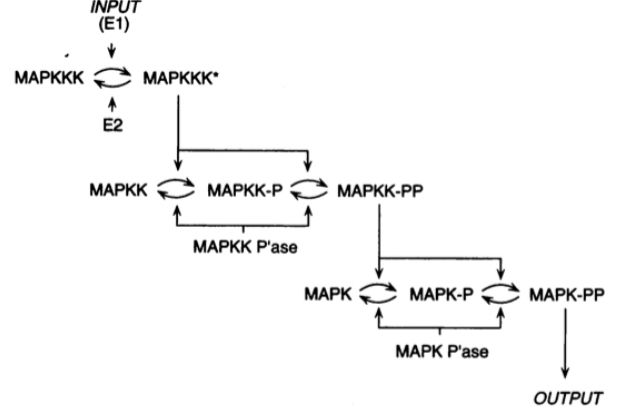 INPUT
(E1)
MAPKKK
MAPKKK*
E2
MAPKK
MAPKK-P
MAPKK-PP
MAPKK P'ase
MAPK
MAPK-P
MAPK-PP
MAPK P'ase
OUTPUT